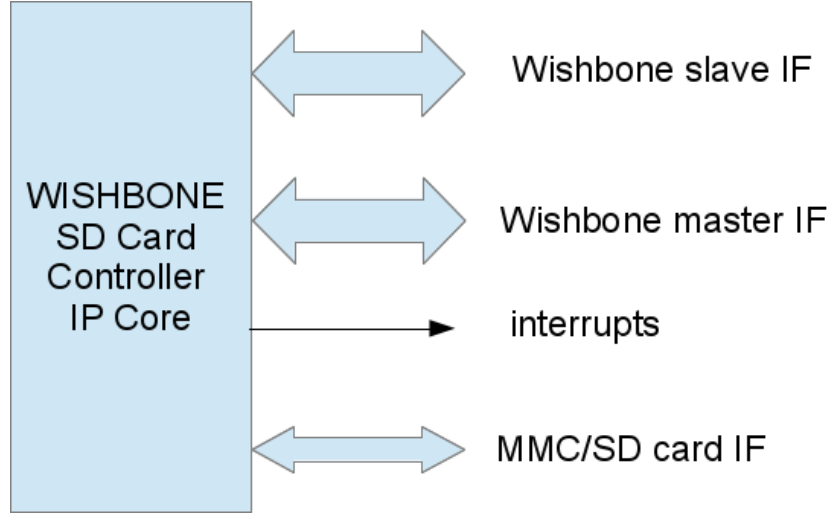 WISHBONE
SD Card
Controller
IP Core
Wishbone slave IF
Wishbone master IF
interrupts
MMC/SD card IF